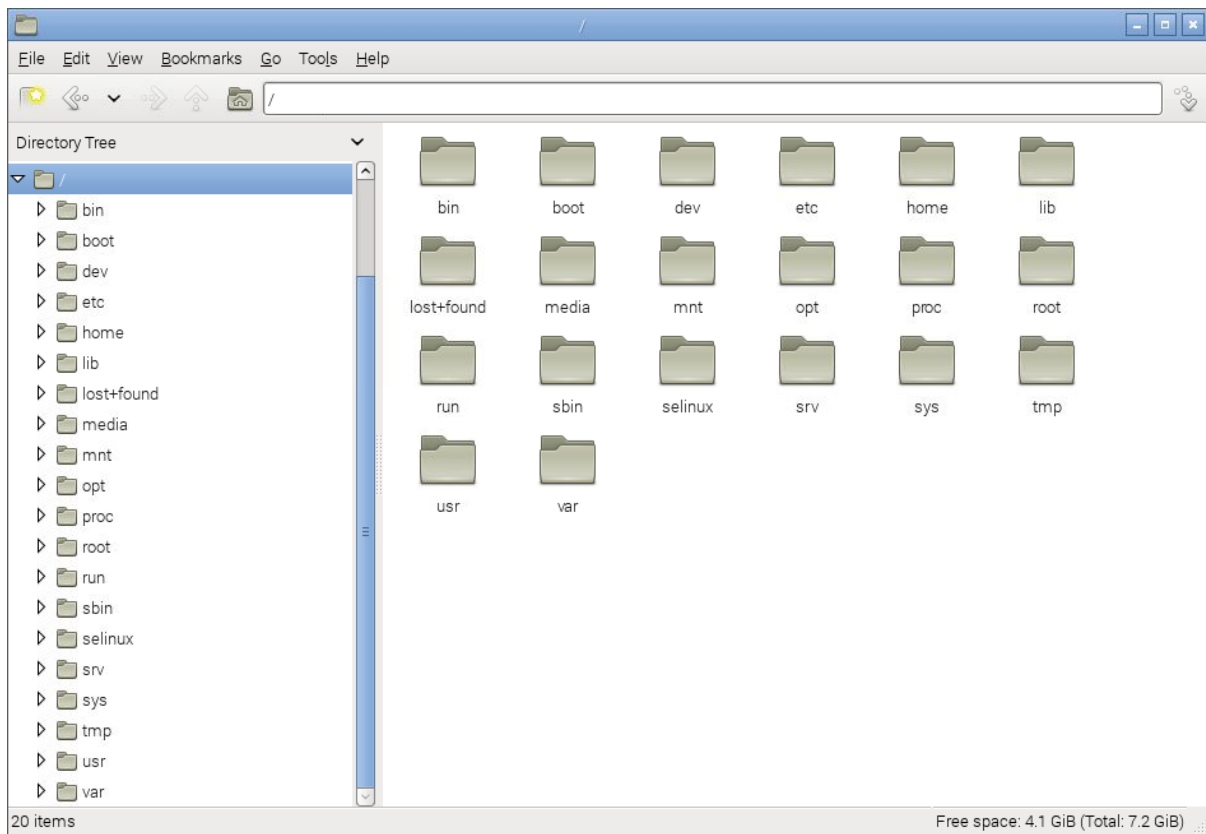 /
File Edit View Bookmarks Go Tools Help
/
Directory Tree
/
bin
boot
dev
etc
home
lib
lost+found
media
mnt
opt
proc
root
run
sbin
selinux
srv
sys
tmp
usr
var
bin boot dev etc home lib
lost+found media mnt opt proc root
run sbin selinux srv sys tmp
usr var
20 items Free space: 4.1 GiB (Total: 7.2 GiB)